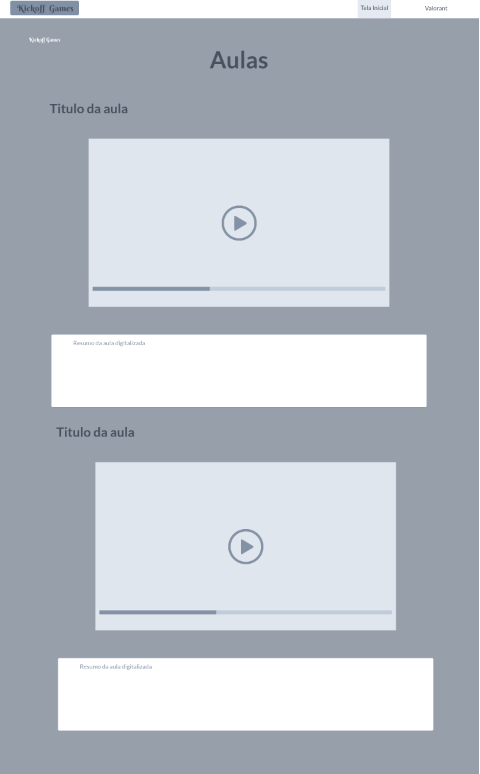 Kickoff Games
Tela Inicial
Valorant
Kickoff Games
Aulas
Titulo da aula
Resumo da aula digitalizada
Titulo da aula
Resumo da aula digitalizada